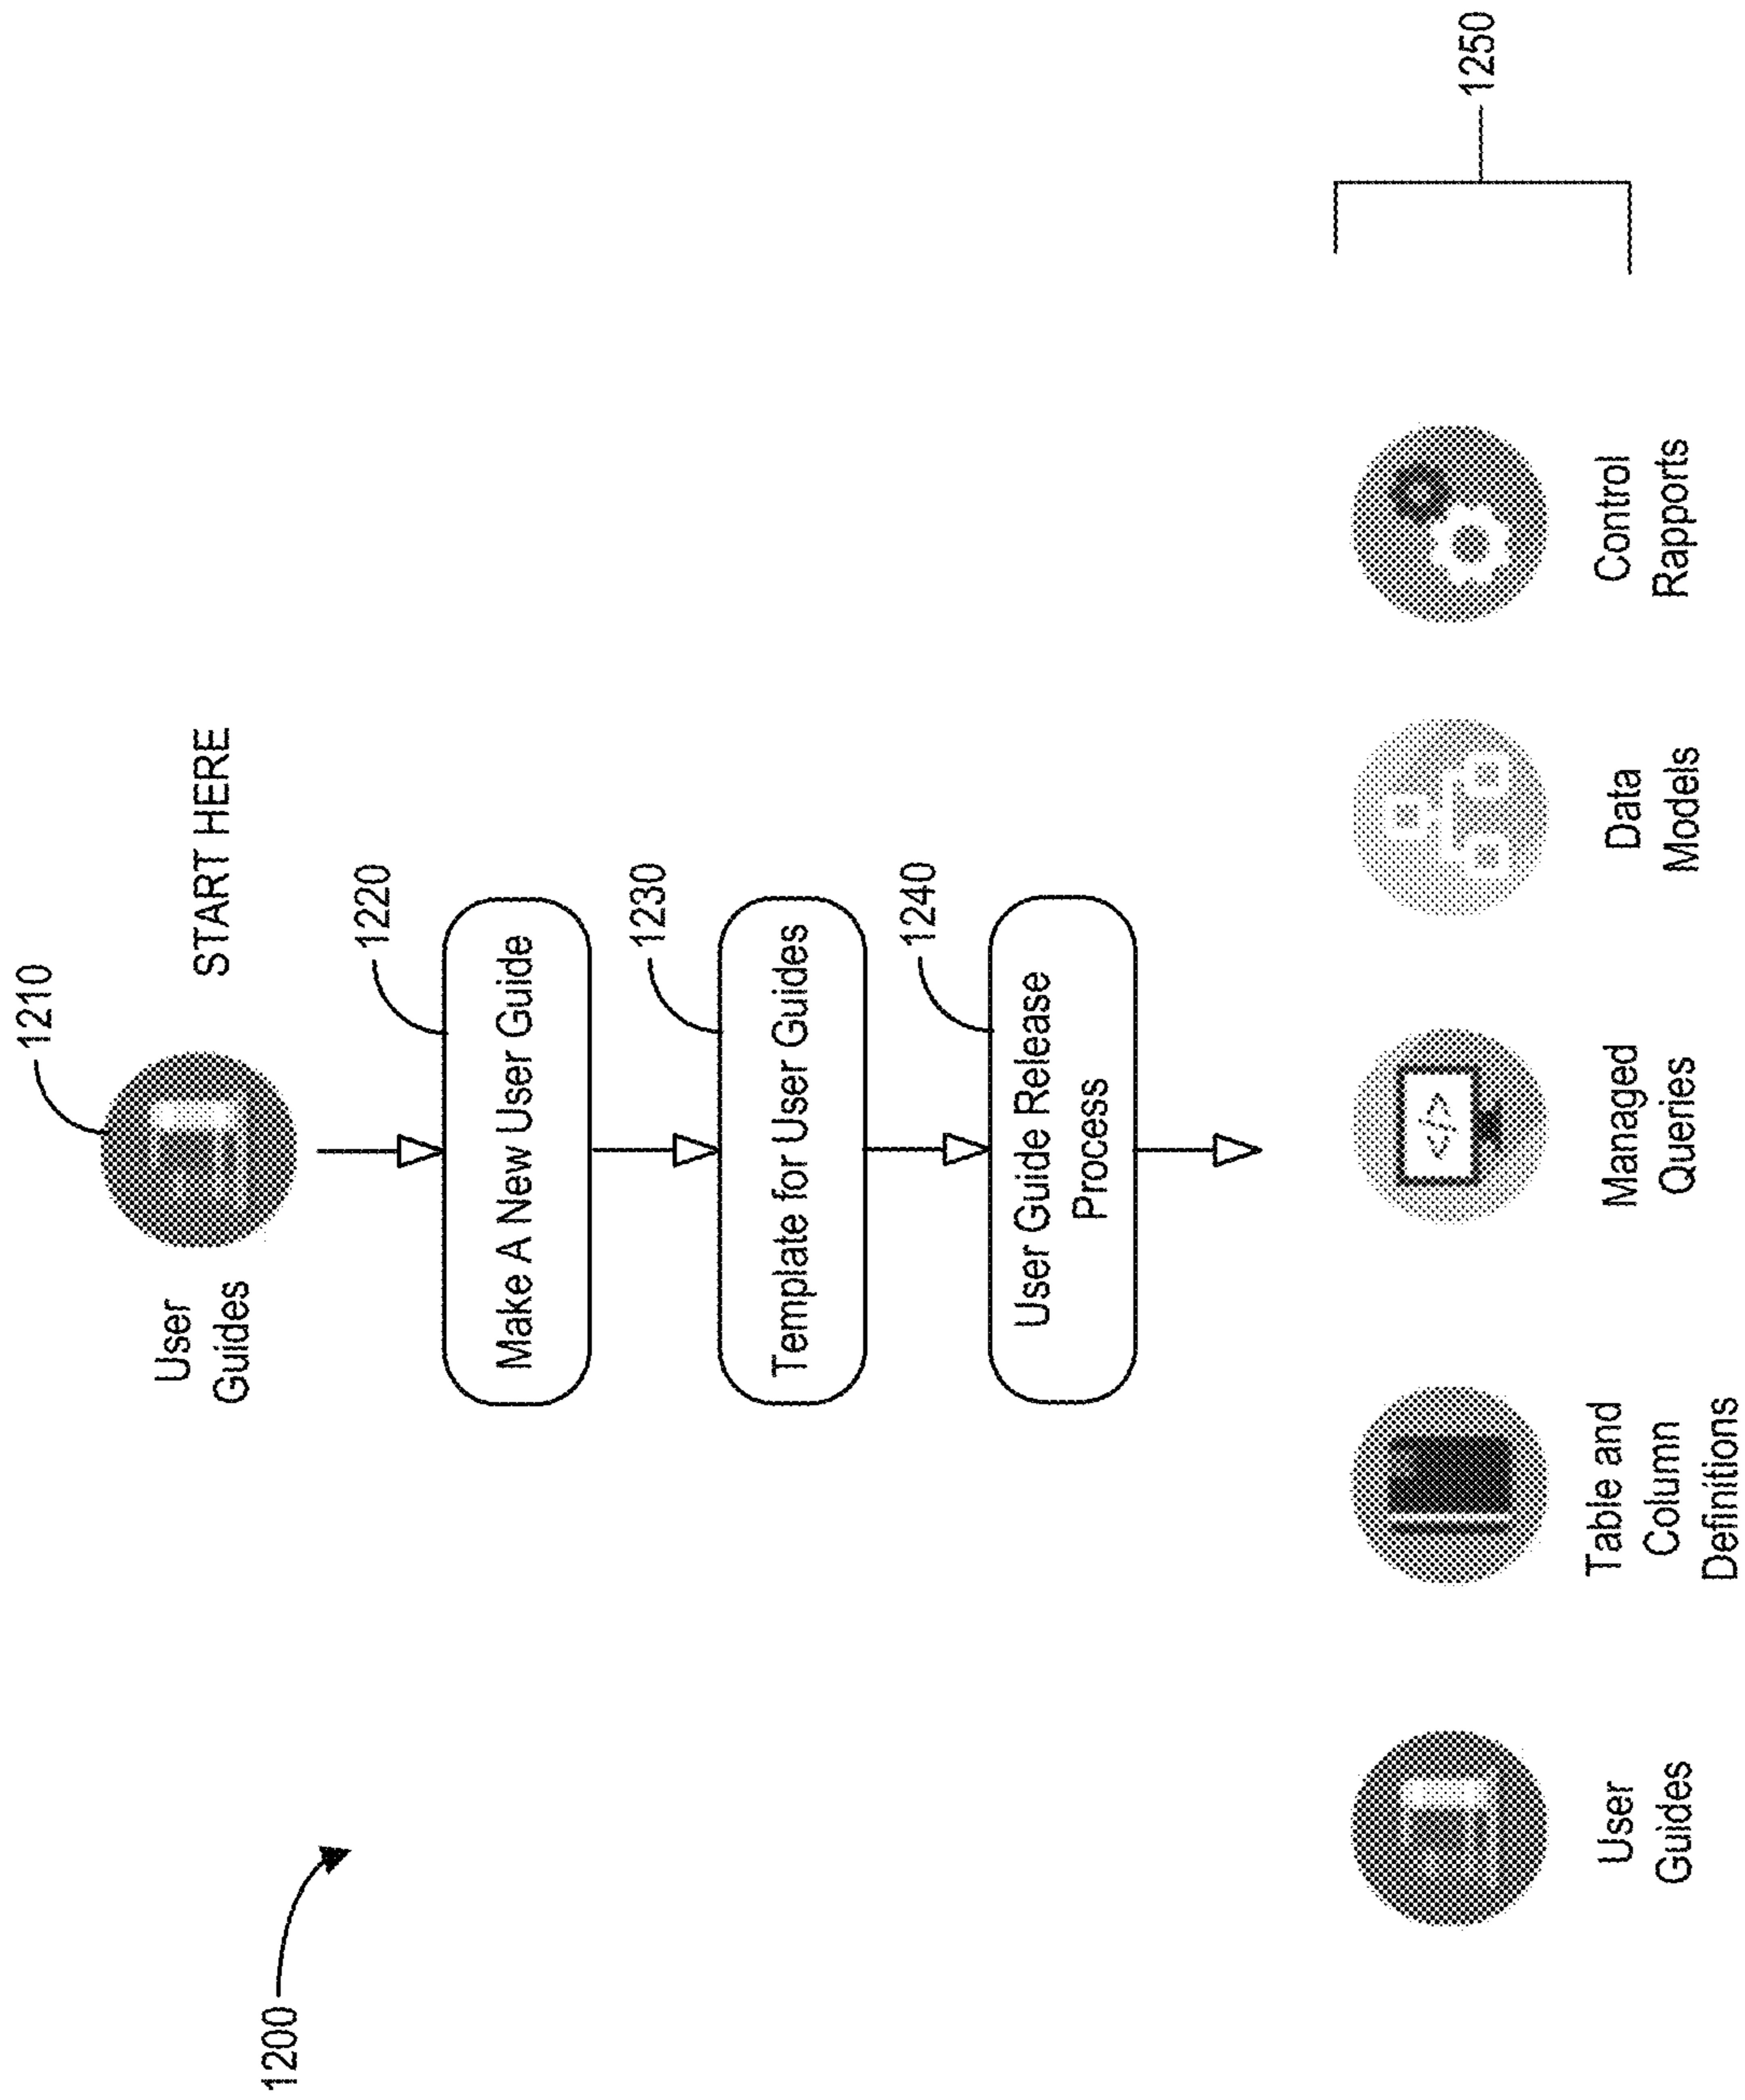 1200
1210
User
Guides
START HERE
1220
Make A New User Guide
1230
Template for User Guides
1240
User Guide Release
Process
1250
User
Guides
Table and
Column
Definitions
</>
Managed
Queries
Data
Models
Control
Rapports